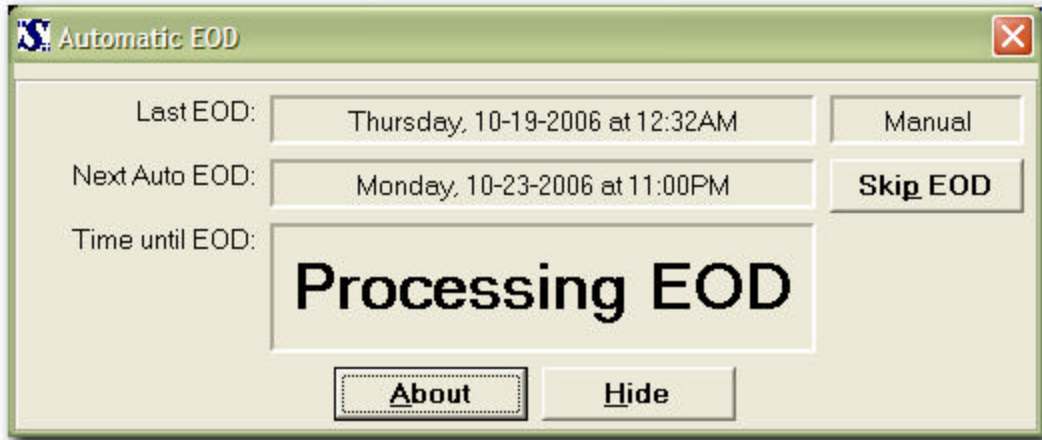 Automatic EOD
Last EOD: Thursday, 10-19-2006 at 12:32AM Manual
Next Auto EOD: Monday, 10-23-2006 at 11:00PM Skip EOD
Time until EOD: Processing EOD
About Hide